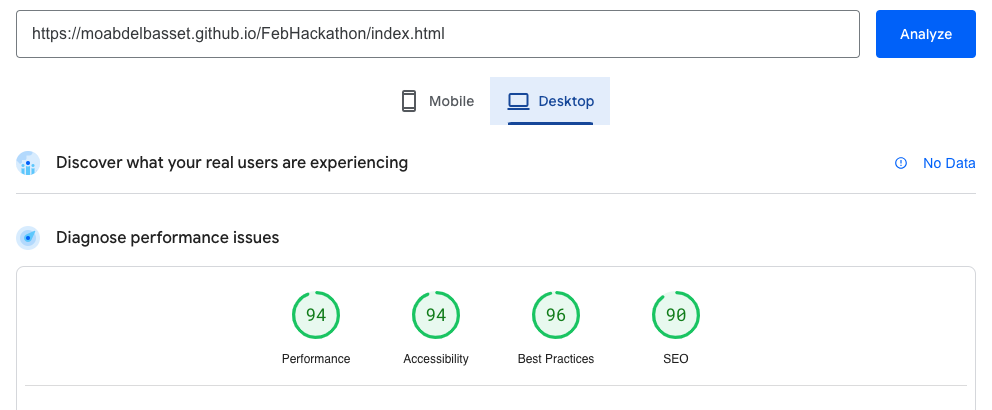 https://moabdelbasset.github.io/FebHackathon/index.html
Analyze
Mobile
Desktop
Discover what your real users are experiencing
No Data
Diagnose performance issues
94
94
96
90
Performance
Accessibility
Best Practices
SEO